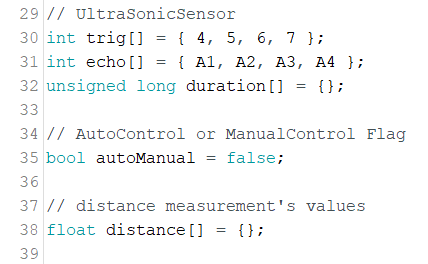 29 // UltraSonicSensor
30 int trig[] = { 4, 5, 6, 7 };
31 int echo[] = { A1, A2, A3, A4 };
32 unsigned long duration[] = {};
33
34 // AutoControl or ManualControl Flag
35 bool autoManual = false;
36
37 // distance measurement's values
38 float distance[] = {};
39